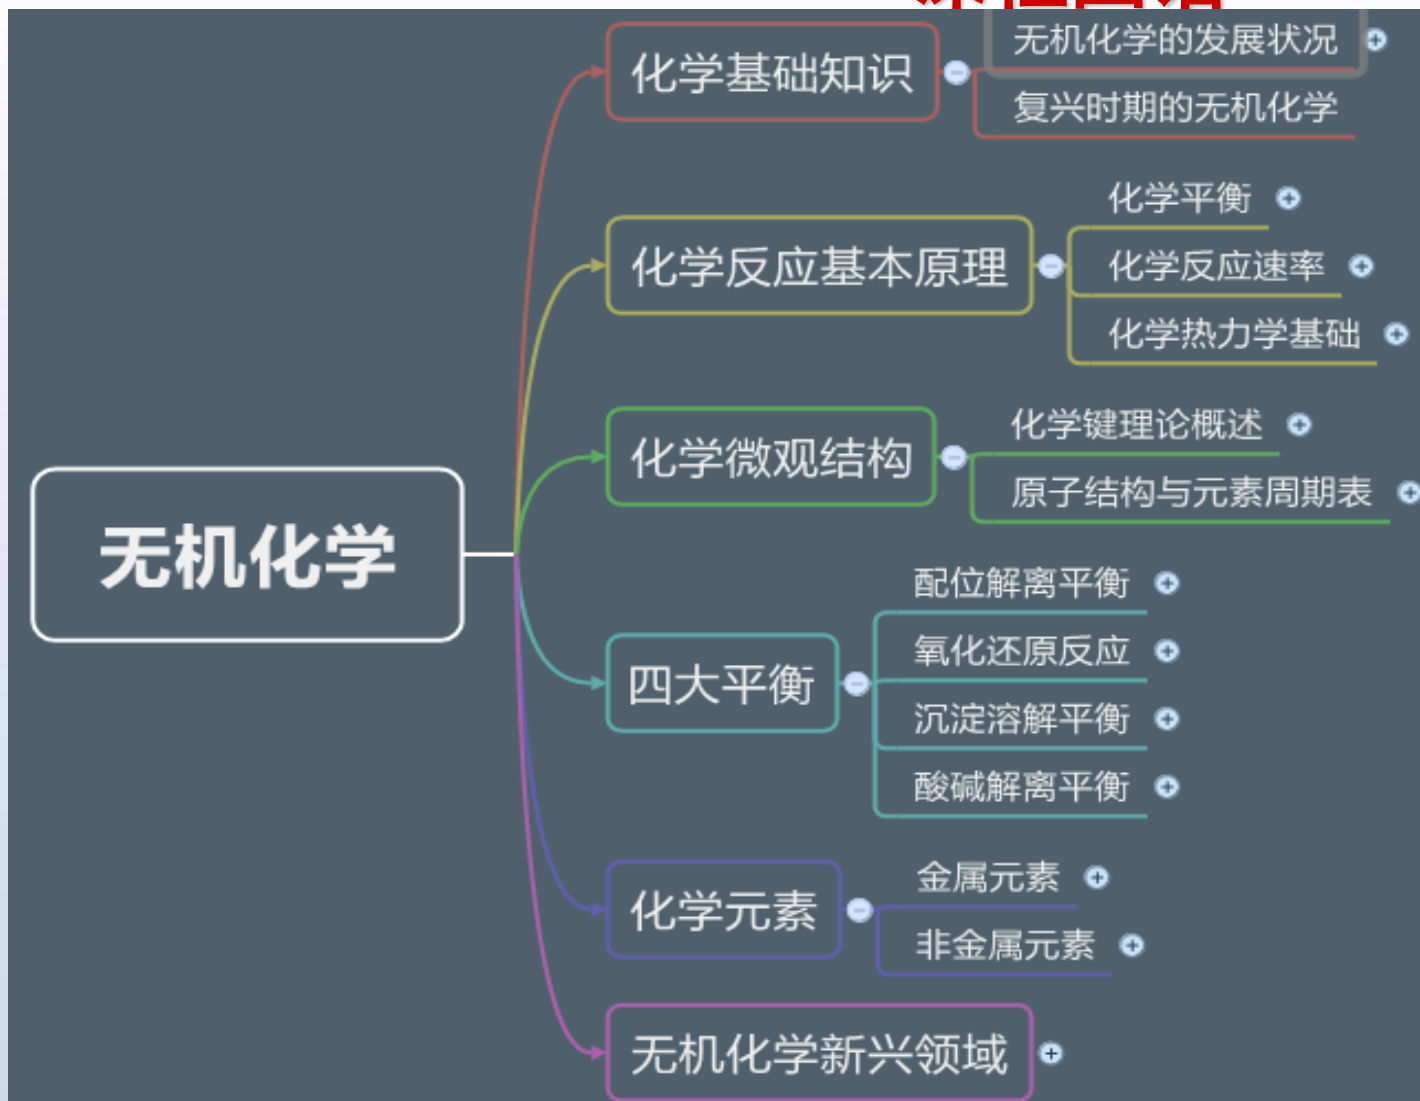 无机化学的发展状况
化学基础知识
复兴时期的无机化学
化学平衡
化学反应基本原理
化学反应速率
化学热力学基础
化学键理论概述
化学微观结构
原子结构与元素周期表
无机化学
配位解离平衡
氧化还原反应
四大平衡
沉淀溶解平衡
酸碱解离平衡
金属元素
化学元素
非金属元素
无机化学新兴领域